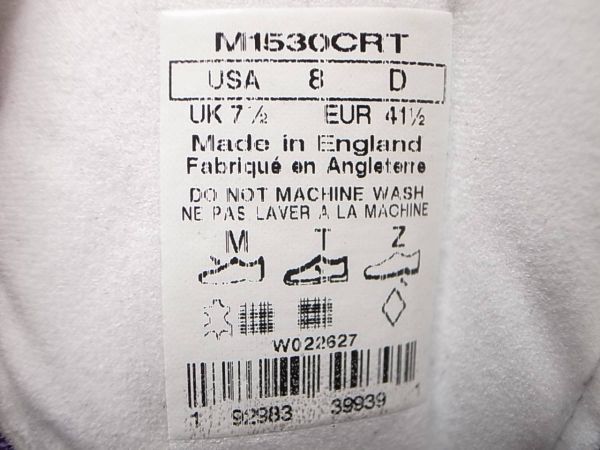 M1530CRT
USA 8 D
UK 7½ EUR 41½
Made in England
Fabriqué en Angleterre
DO NOT MACHINE WASH
NE PAS LAVER A LA MACHINE
M T Z
W022627
1 92983 39939 1